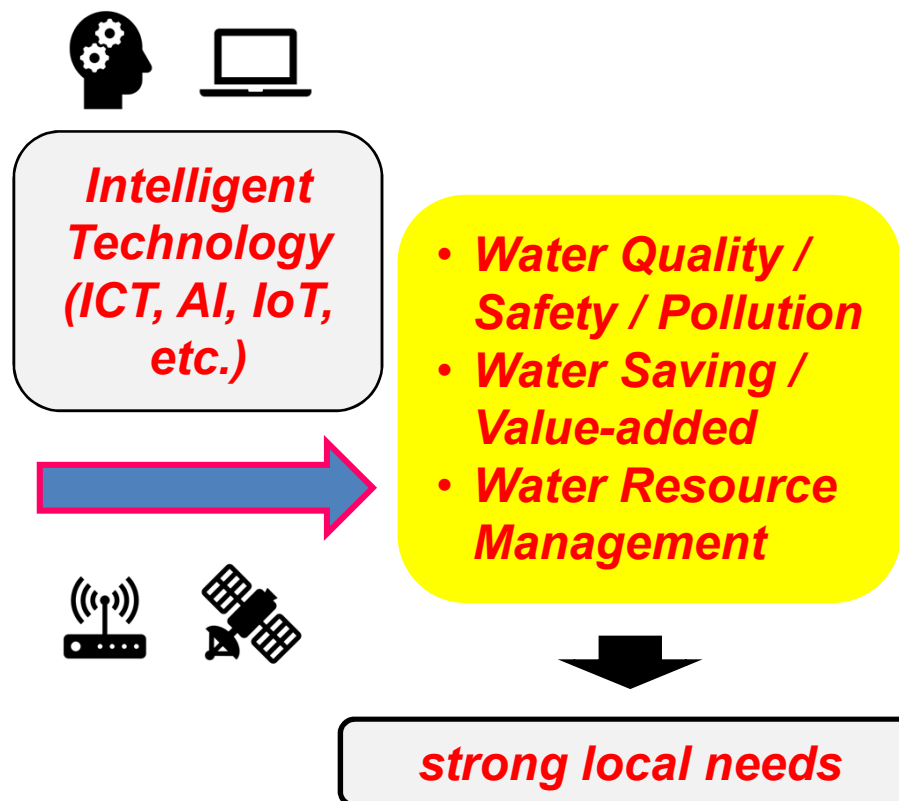 Intelligent
Technology
(ICT, AI, IoT,
etc.)
• Water Quality /
Safety / Pollution
• Water Saving /
Value-added
• Water Resource
Management
strong local needs